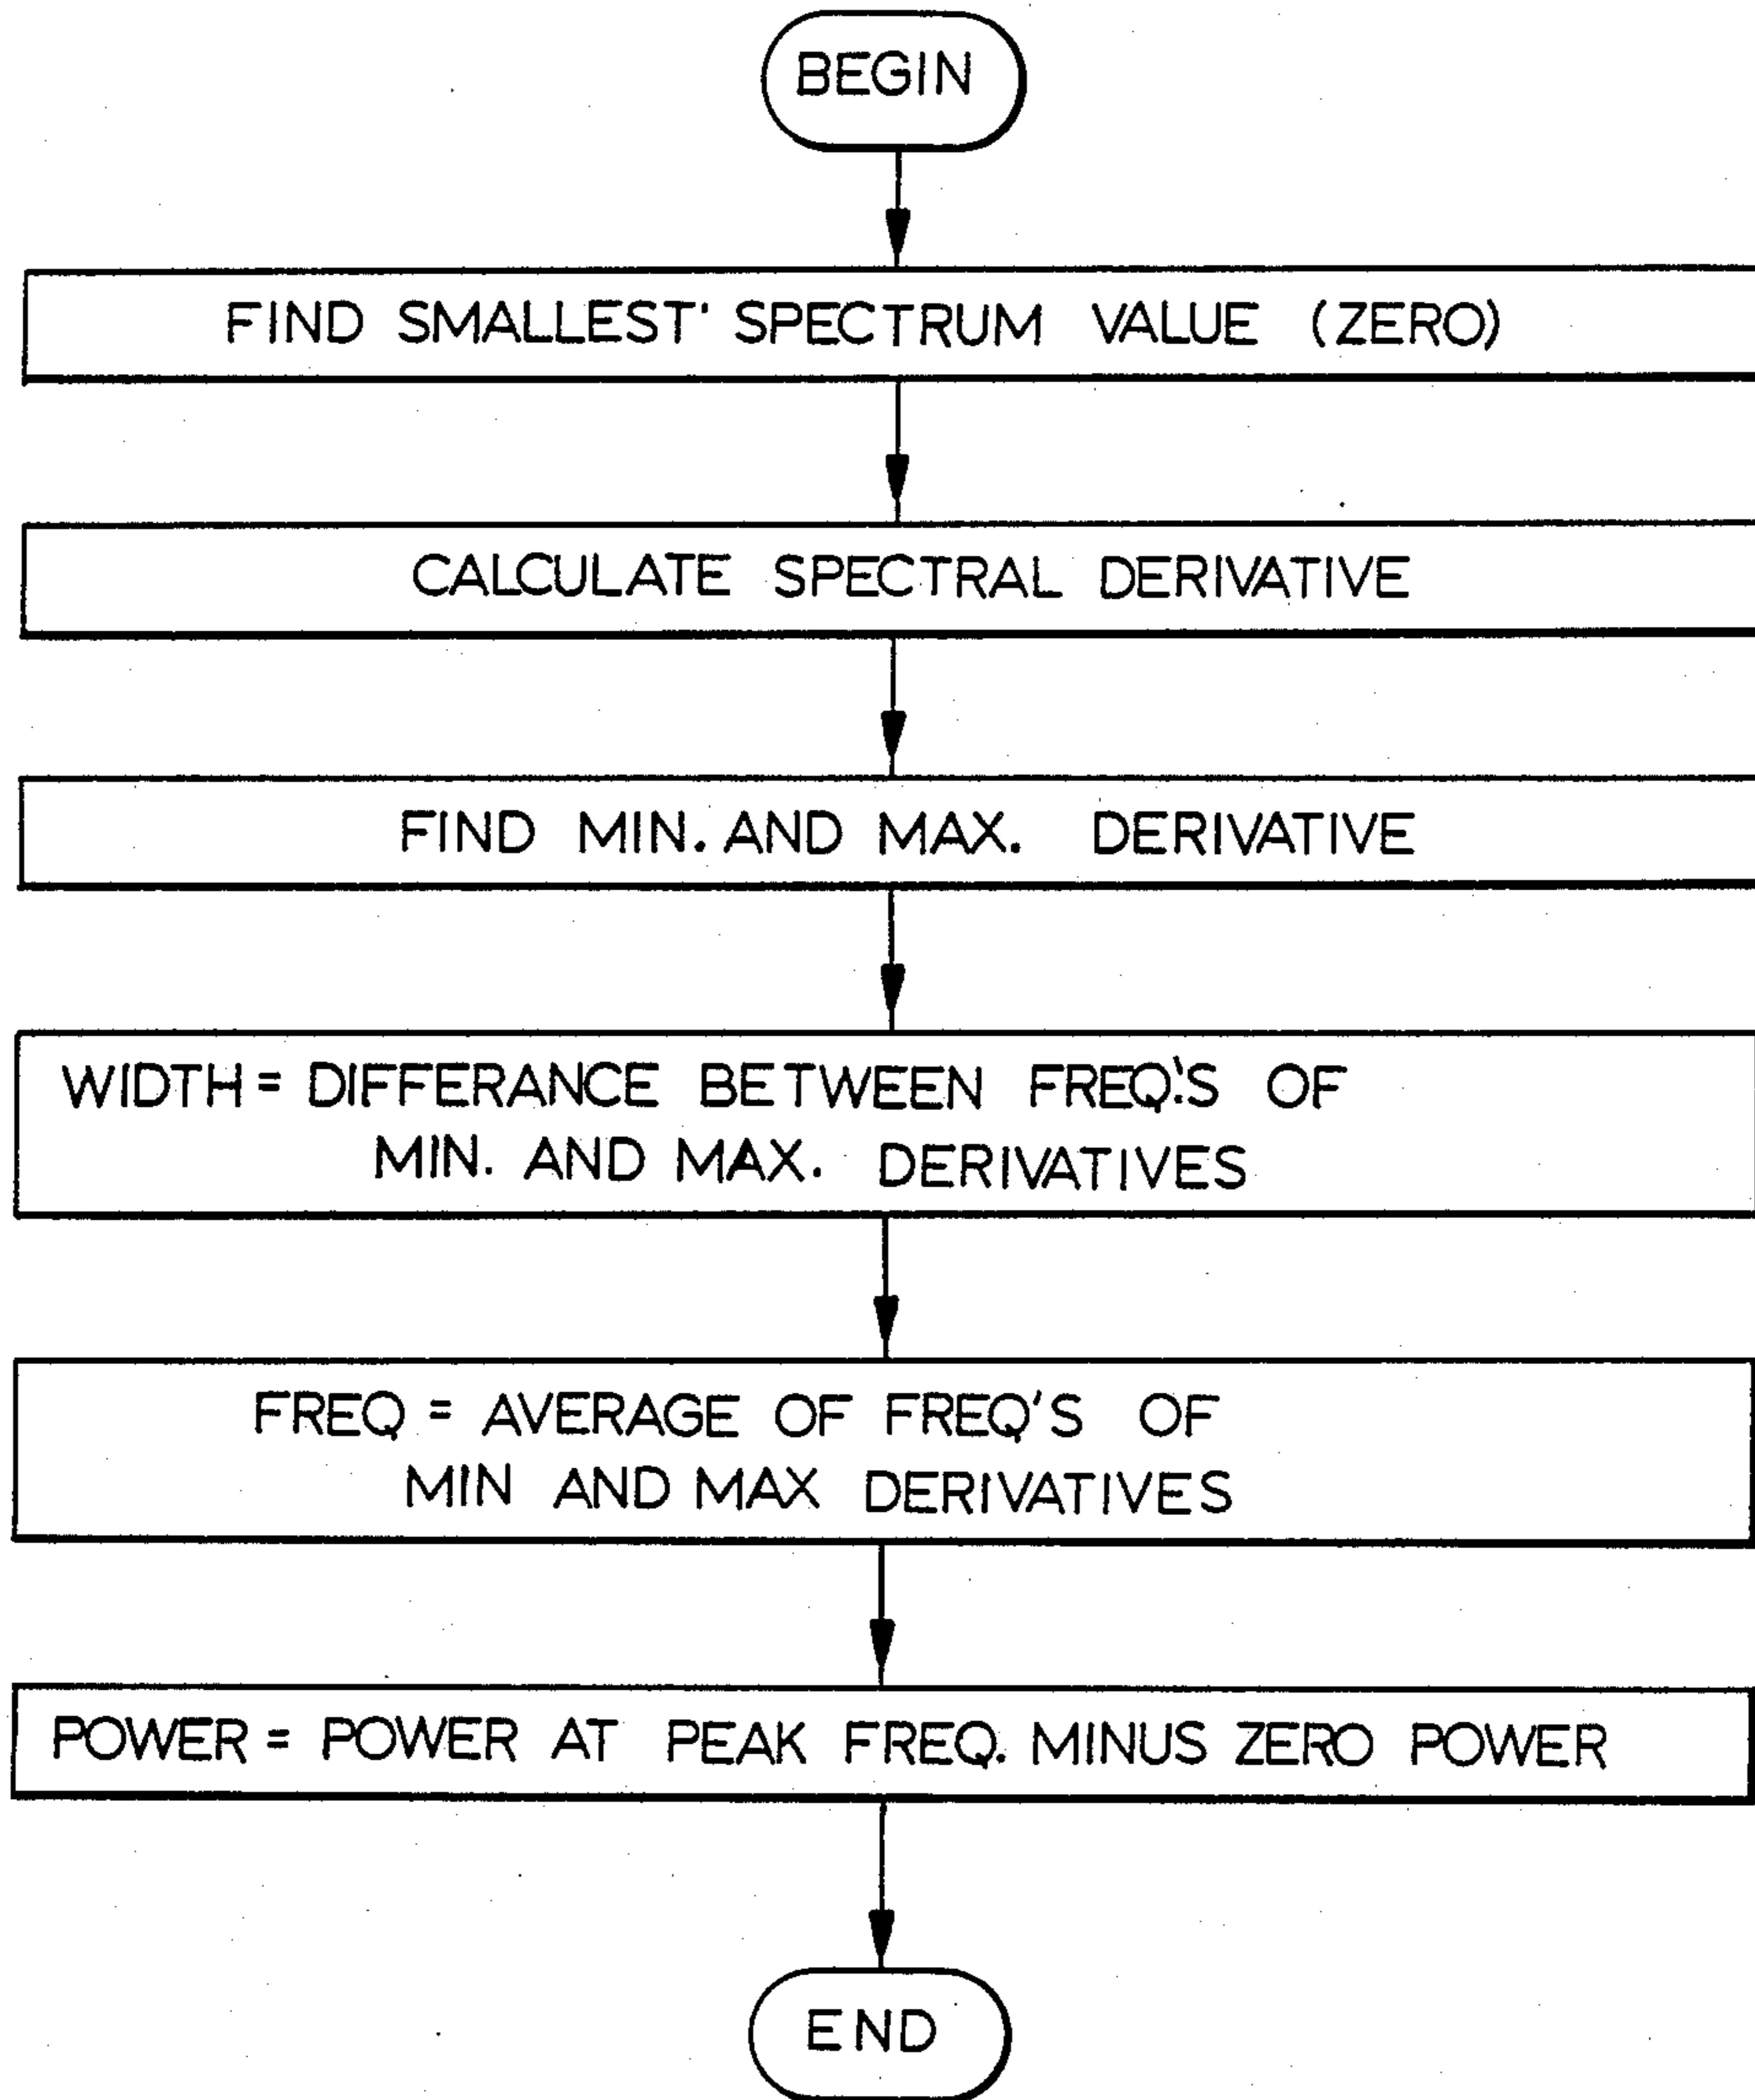 BEGIN
FIND SMALLEST' SPECTRUM VALUE (ZERO)
CALCULATE SPECTRAL DERIVATIVE
FIND MIN. AND MAX. DERIVATIVE
WIDTH = DIFFERANCE BETWEEN FREQ.'S OF
MIN. AND MAX. DERIVATIVES
FREQ = AVERAGE OF FREQ'S OF
MIN AND MAX DERIVATIVES
POWER = POWER AT PEAK FREQ. MINUS ZERO POWER
END